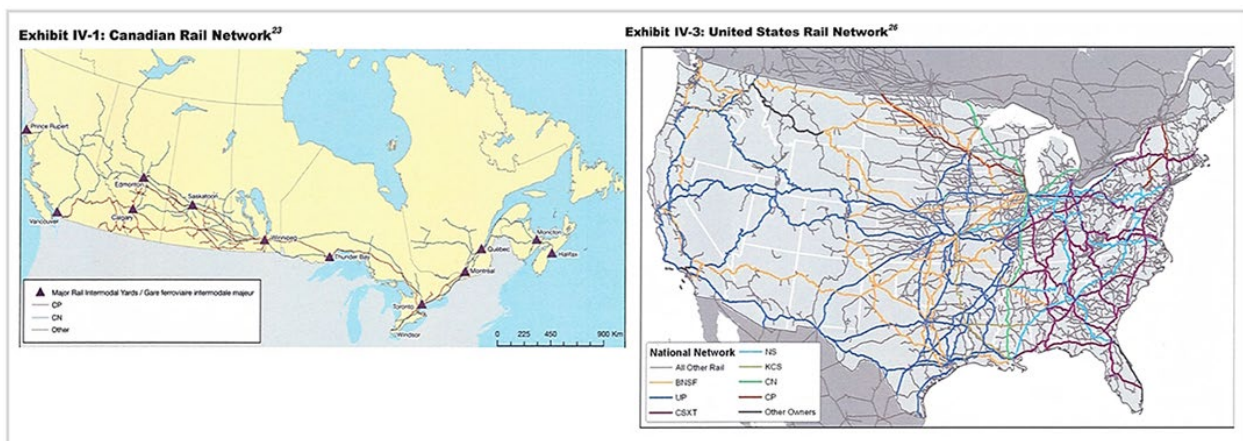 Exhibit IV-1: Canadian Rail Network23
Prince Rupert
Edmonton
Saskatoon
Vancouver
Calgary
Winnipeg
Thunder Bay
Québec
Moncton
Halifax
Montréal
Toronto
Windsor
Major Rail Intermodal Yards / Gare ferroviaire intermodale majeur
CP
CN
Other
0 225 450 900 Km
Exhibit IV-3: United States Rail Network26
National Network
All Other Rail
BNSF
UP
CSXT
NS
KCS
CN
CP
Other Owners